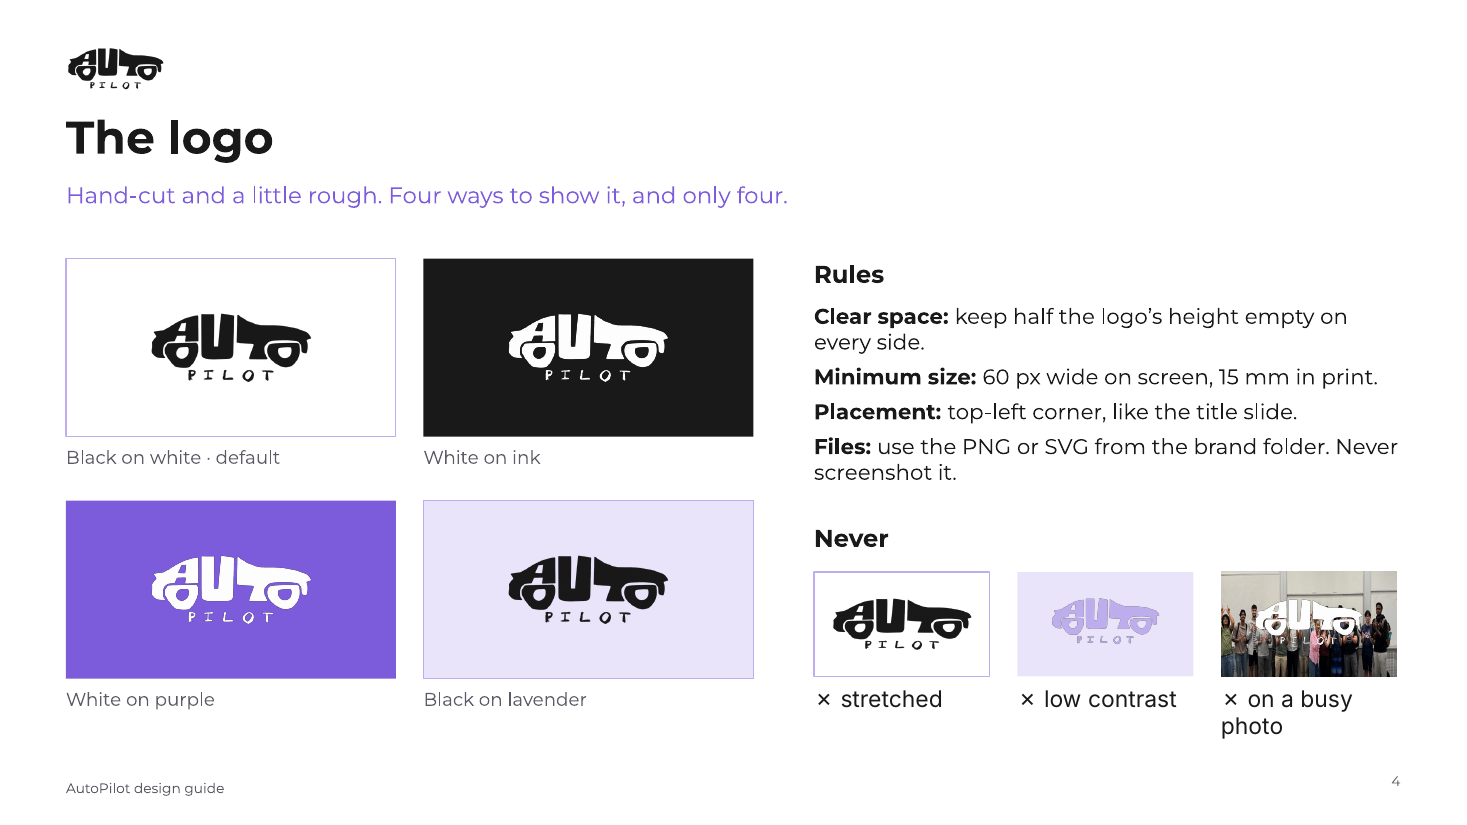 AUTO
PILOT
The logo
Hand-cut and a little rough. Four ways to show it, and only four.
AUTO
PILOT
Black on white · default
AUTO
PILOT
White on ink
AUTO
PILOT
White on purple
AUTO
PILOT
Black on lavender
Rules
Clear space: keep half the logo’s height empty on
every side.
Minimum size: 60 px wide on screen, 15 mm in print.
Placement: top-left corner, like the title slide.
Files: use the PNG or SVG from the brand folder. Never
screenshot it.
Never
AUTO
PILOT
× stretched
AUTO
PILOT
× low contrast
AUTO
PILOT
× on a busy
photo
AutoPilot design guide
4